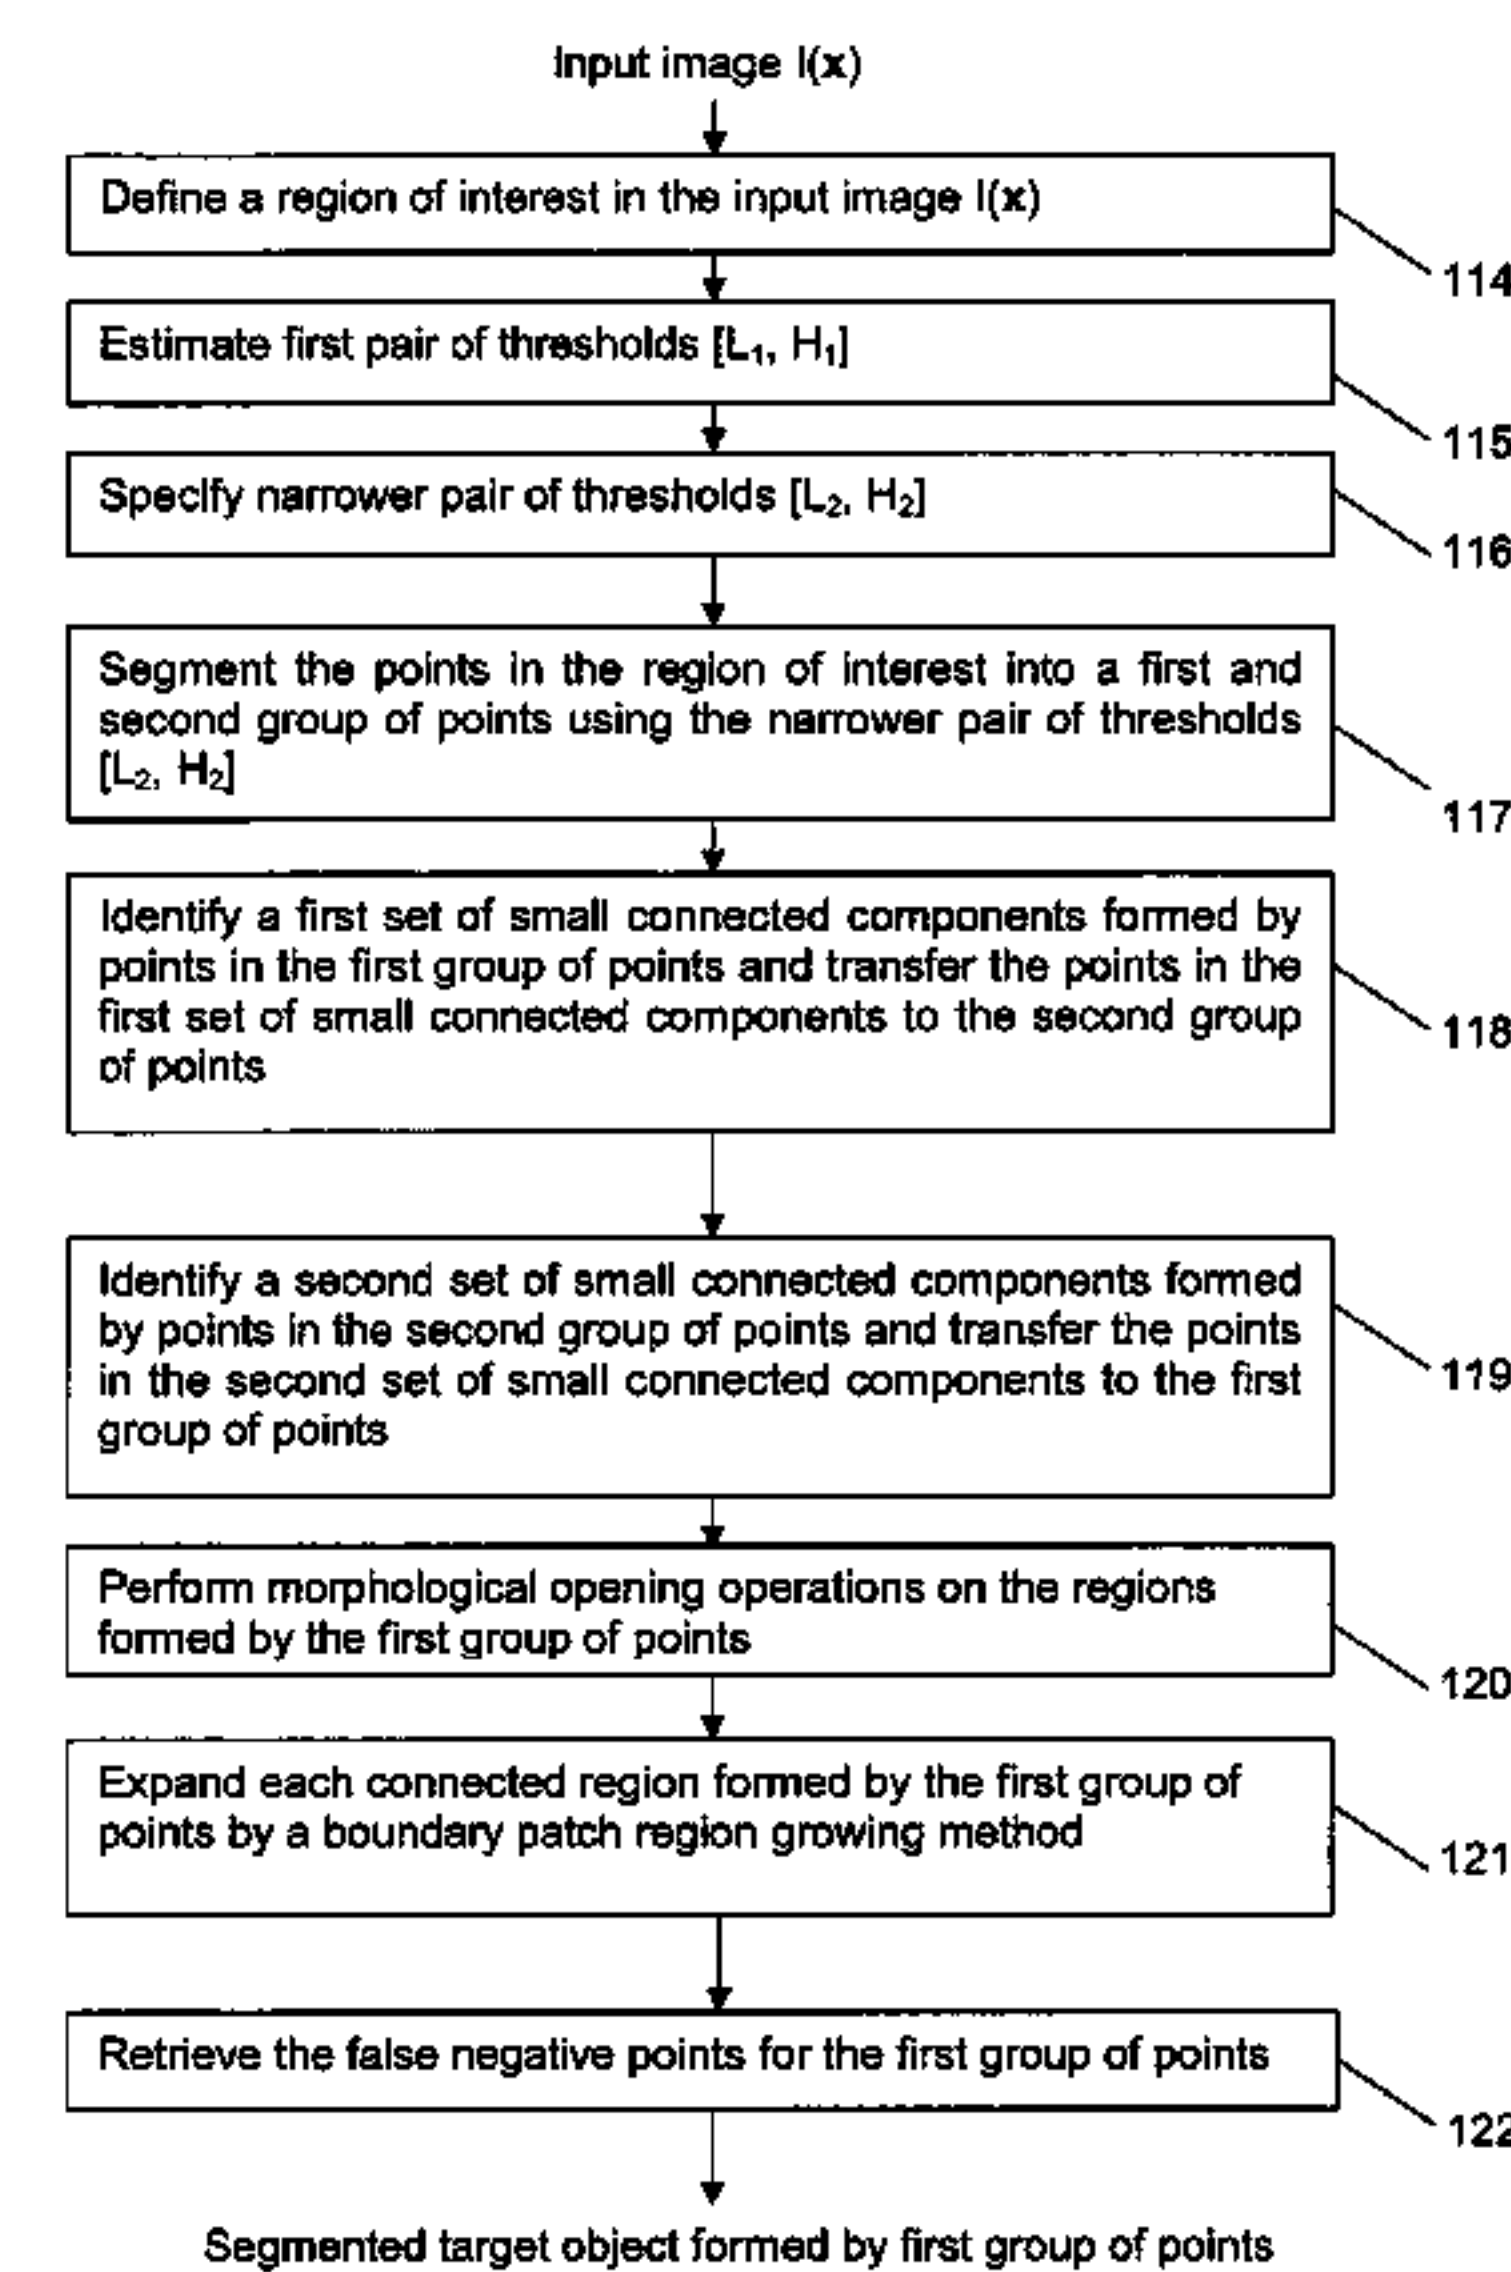 Input image I(x)
Define a region of interest in the input image I(x)
114
Estimate first pair of thresholds [L₁, H₁]
115
Specify narrower pair of thresholds [L₂, H₂]
116
Segment the points in the region of interest into a first and
second group of points using the narrower pair of thresholds
[L₂, H₂]
117
Identify a first set of small connected components formed by
points in the first group of points and transfer the points in the
first set of small connected components to the second group
of points
118
Identify a second set of small connected components formed
by points in the second group of points and transfer the points
in the second set of small connected components to the first
group of points
119
Perform morphological opening operations on the regions
formed by the first group of points
120
Expand each connected region formed by the first group of
points by a boundary patch region growing method
121
Retrieve the false negative points for the first group of points
122
Segmented target object formed by first group of points